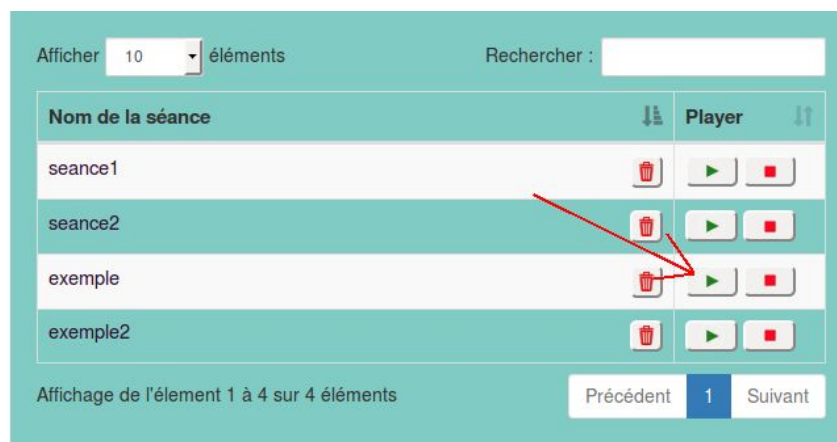 Afficher 10 éléments Rechercher :
Nom de la séance Player
seance1
seance2
exemple
exemple2
Affichage de l'élement 1 à 4 sur 4 éléments Précédent 1 Suivant